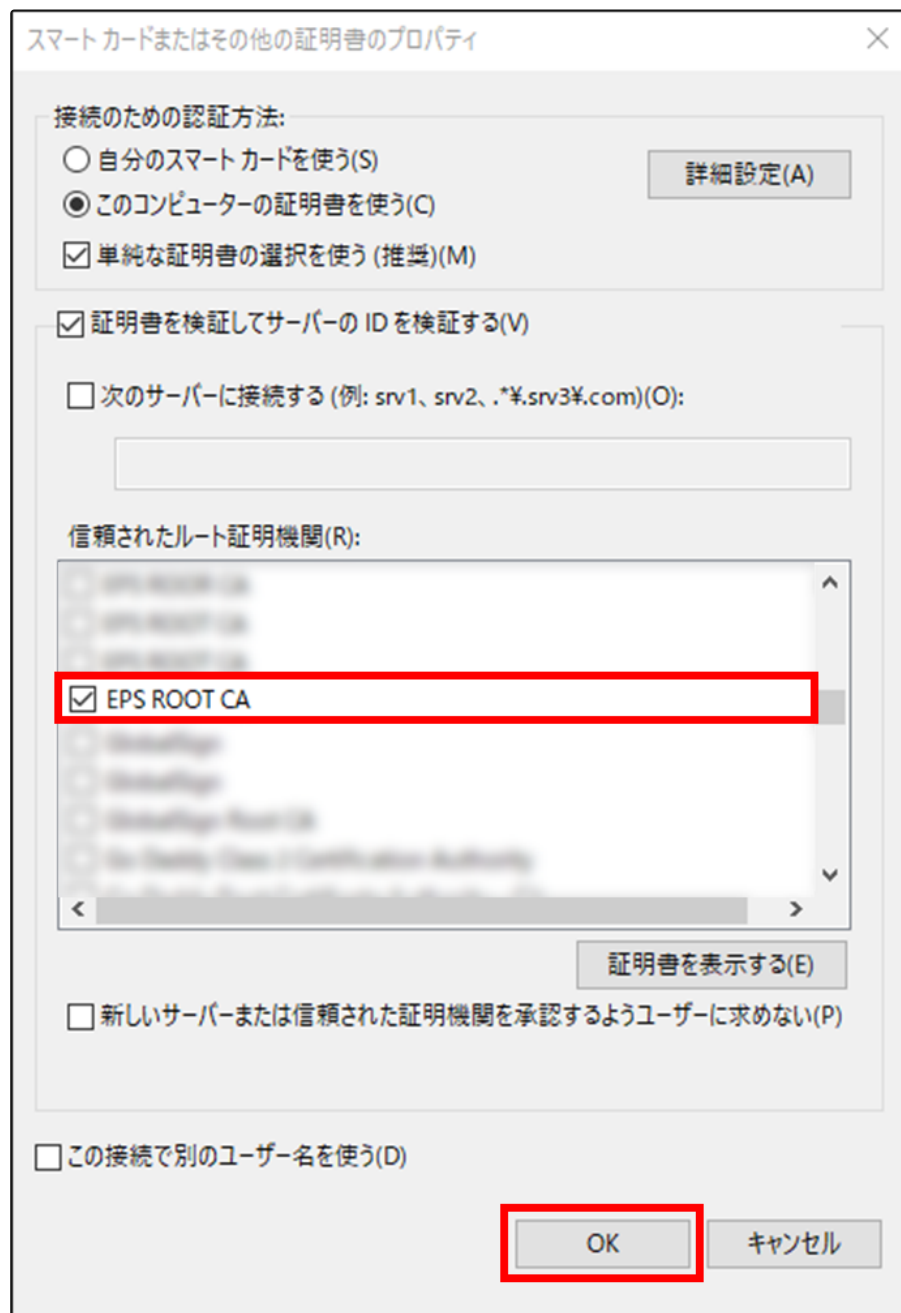 スマート カードまたはその他の証明書のプロパティ
接続のための認証方法:
自分のスマート カードを使う(S)
詳細設定(A)
このコンピューターの証明書を使う(C)
単純な証明書の選択を使う (推奨)(M)
証明書を検証してサーバーの ID を検証する(V)
次のサーバーに接続する (例: srv1、srv2、.*¥.srv3¥.com)(O):
信頼されたルート証明機関(R):
EPS ROOT CA
証明書を表示する(E)
新しいサーバーまたは信頼された証明機関を承認するようユーザーに求めない(P)
この接続で別のユーザー名を使う(D)
OK
キャンセル